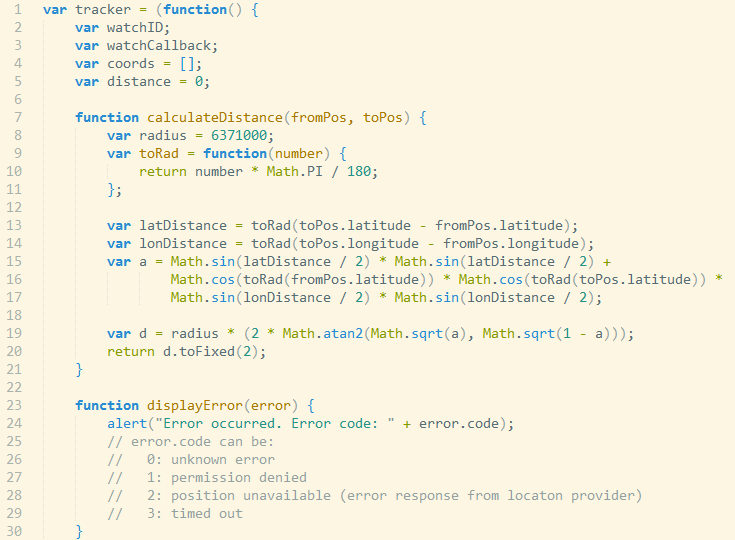 1 var tracker = (function() {
2     var watchID;
3     var watchCallback;
4     var coords = [];
5     var distance = 0;
6
7     function calculateDistance(fromPos, toPos) {
8         var radius = 6371000;
9         var toRad = function(number) {
10             return number * Math.PI / 180;
11         };
12
13         var latDistance = toRad(toPos.latitude - fromPos.latitude);
14         var lonDistance = toRad(toPos.longitude - fromPos.longitude);
15         var a = Math.sin(latDistance / 2) * Math.sin(latDistance / 2) +
16                 Math.cos(toRad(fromPos.latitude)) * Math.cos(toRad(toPos.latitude)) *
17                 Math.sin(lonDistance / 2) * Math.sin(lonDistance / 2);
18
19         var d = radius * (2 * Math.atan2(Math.sqrt(a), Math.sqrt(1 - a)));
20         return d.toFixed(2);
21     }
22
23     function displayError(error) {
24         alert("Error occurred. Error code: " + error.code);
25         // error.code can be:
26         //   0: unknown error
27         //   1: permission denied
28         //   2: position unavailable (error response from locaton provider)
29         //   3: timed out
30     }